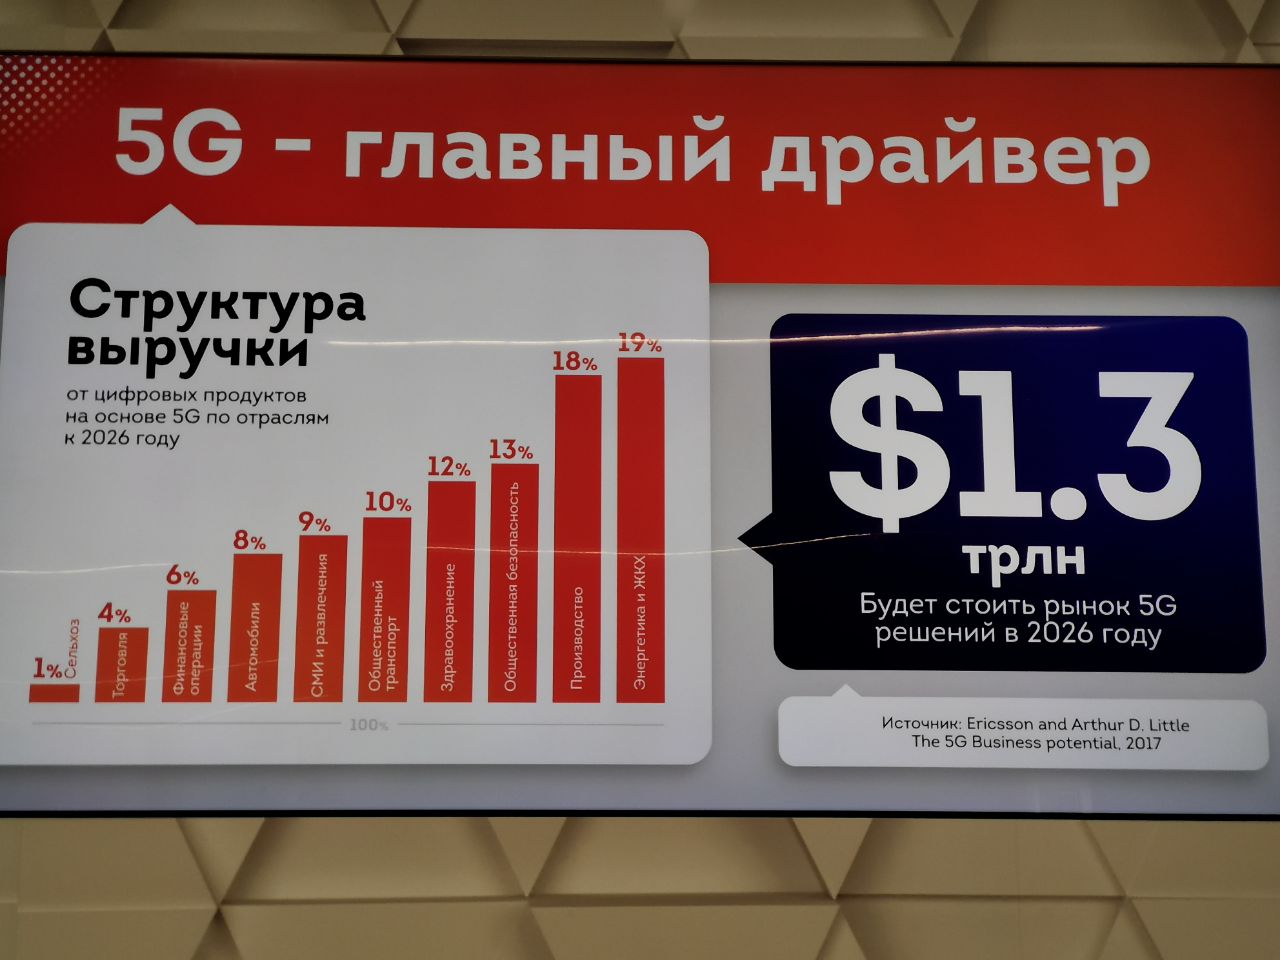 5G - главный драйвер
Структура
выручки
от цифровых продуктов
на основе 5G по отраслям
к 2026 году
1%
Сельхоз
4%
Торговля
6%
Финансовые
операции
8%
Автомобили
9%
СМИ и развлечения
10%
Общественный
транспорт
12%
Здравоохранение
13%
Общественная безопасность
18%
Производство
19%
Энергетика и ЖКХ
100%
$1.3
трлн
Будет стоить рынок 5G
решений в 2026 году
Источник: Ericsson and Arthur D. Little
The 5G Business potential, 2017